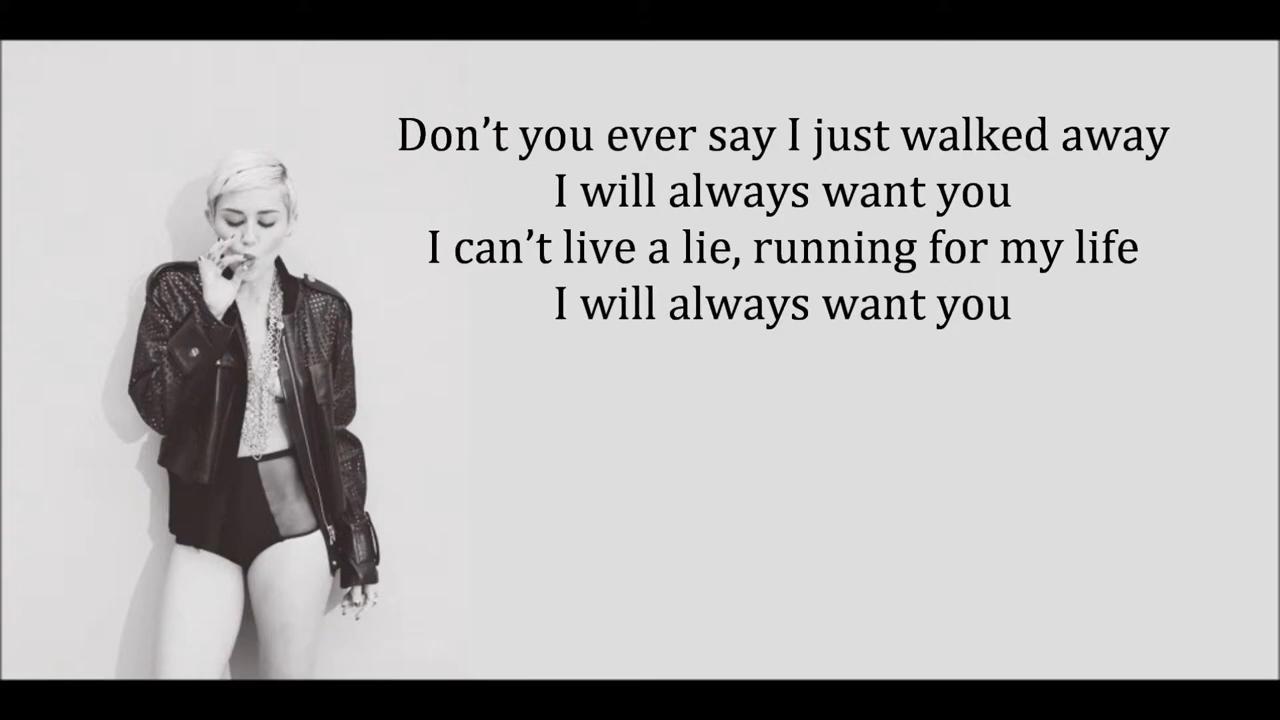 Don’t you ever say I just walked away
I will always want you
I can’t live a lie, running for my life
I will always want you